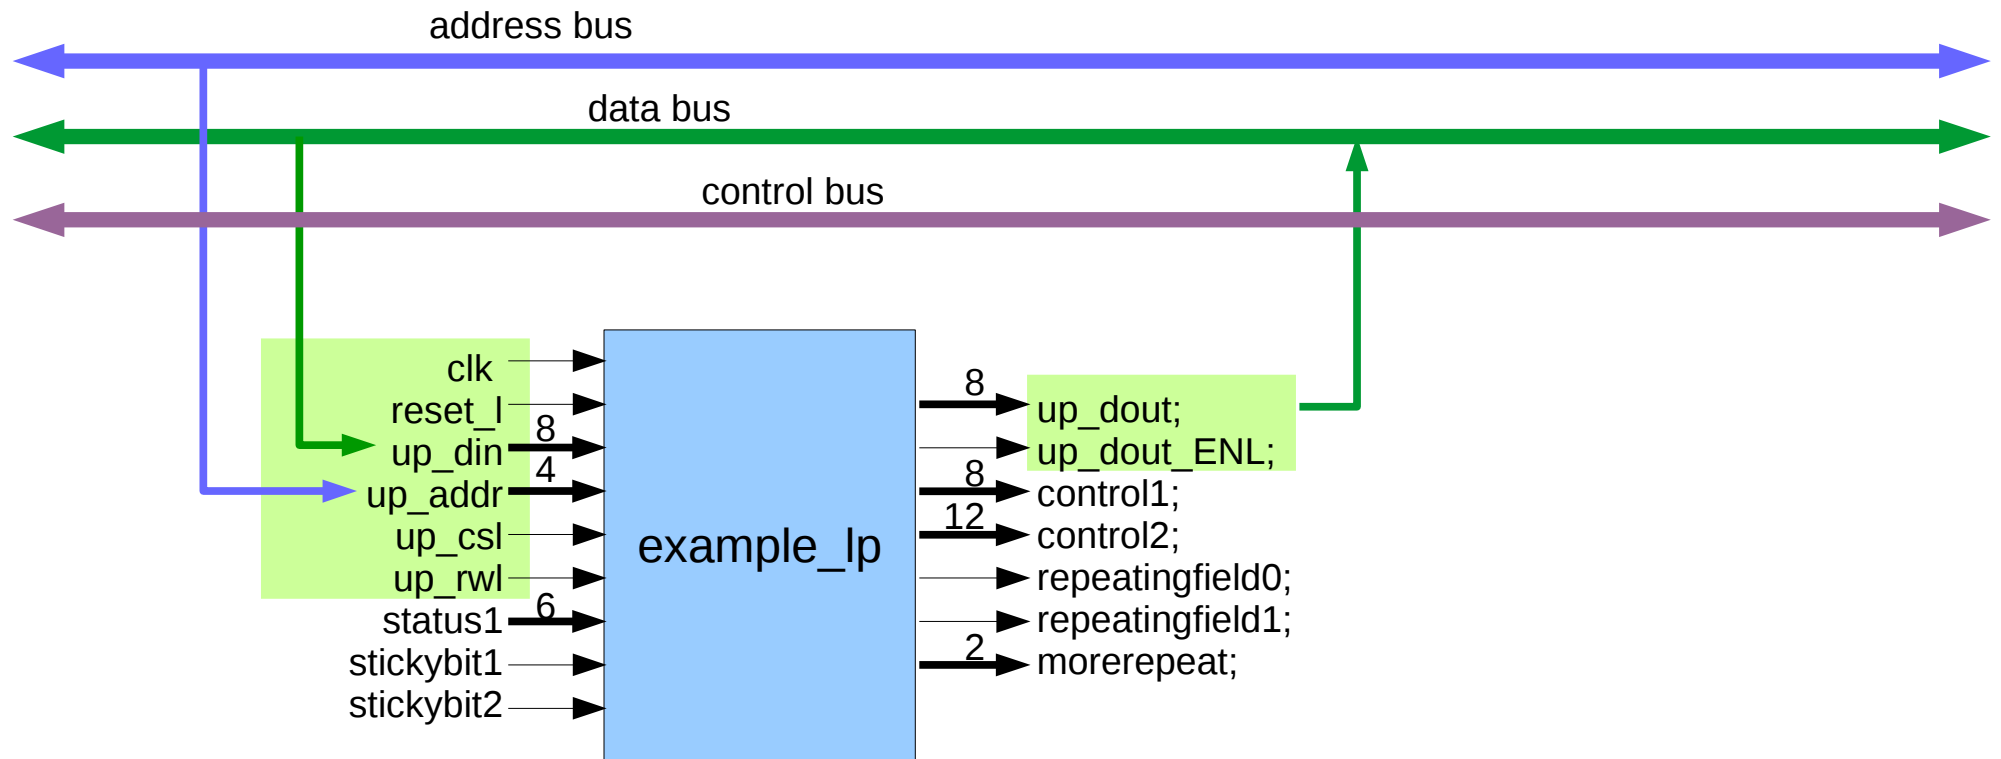 address bus
data bus
control bus
clk
reset_l
8
up_din
4
up_addr
up_csl
up_rwl
6
status1
stickybit1
stickybit2
example_lp
8
up_dout;
up_dout_ENL;
8
control1;
12
control2;
repeatingfield0;
repeatingfield1;
2
morerepeat;